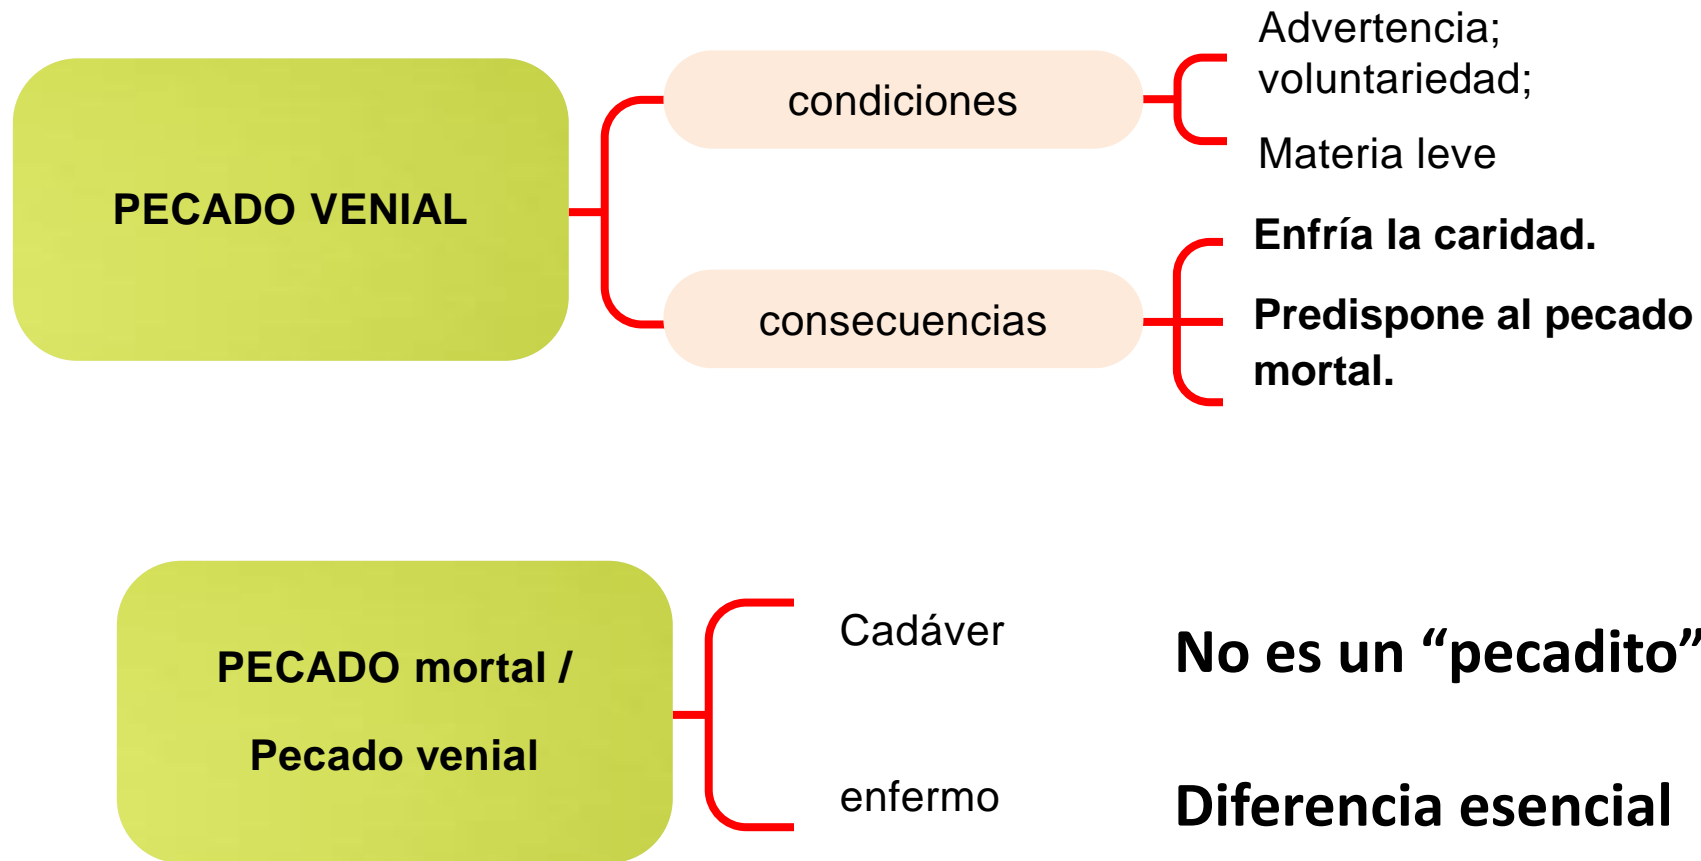 PECADO VENIAL
condiciones
Advertencia;
voluntariedad;
Materia leve
consecuencias
Enfría la caridad.
Predispone al pecado
mortal.
PECADO mortal /
Pecado venial
Cadáver
enfermo
No es un “pecadito”
Diferencia esencial